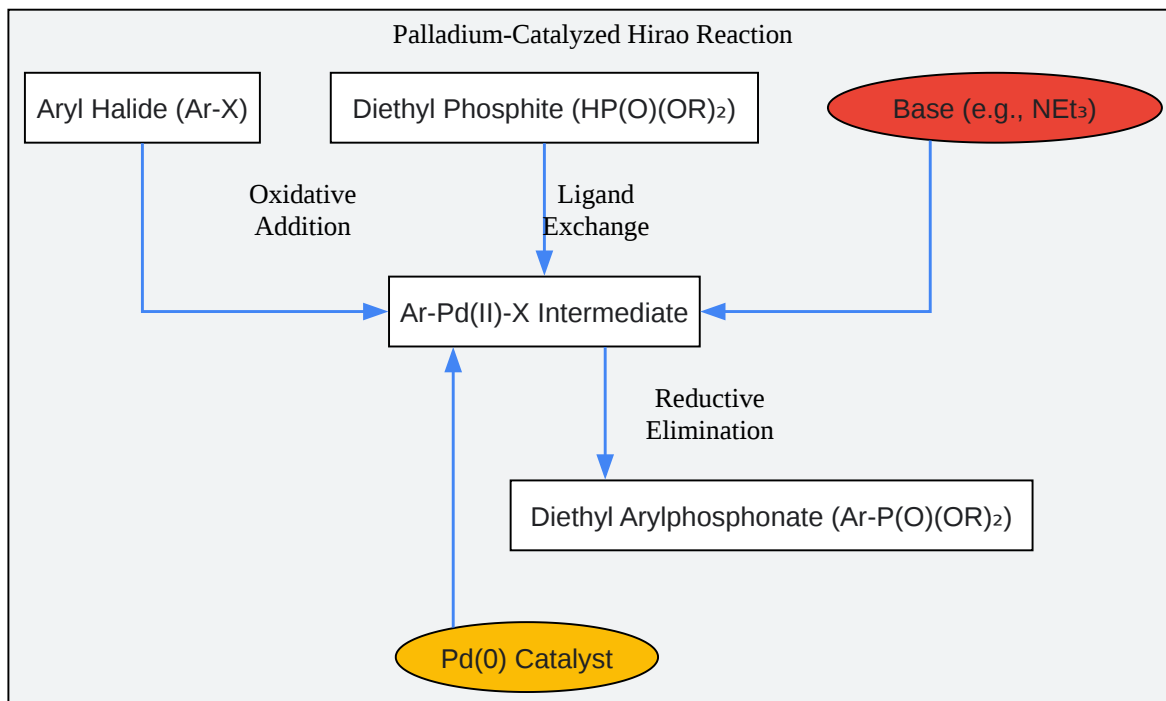 Palladium-Catalyzed Hirao Reaction
Aryl Halide (Ar-X)
Diethyl Phosphite (HP(O)(OR)₂)
Base (e.g., NEt₃)
Oxidative
Addition
Ligand
Exchange
Ar-Pd(II)-X Intermediate
Reductive
Elimination
Diethyl Arylphosphonate (Ar-P(O)(OR)₂)
Pd(0) Catalyst